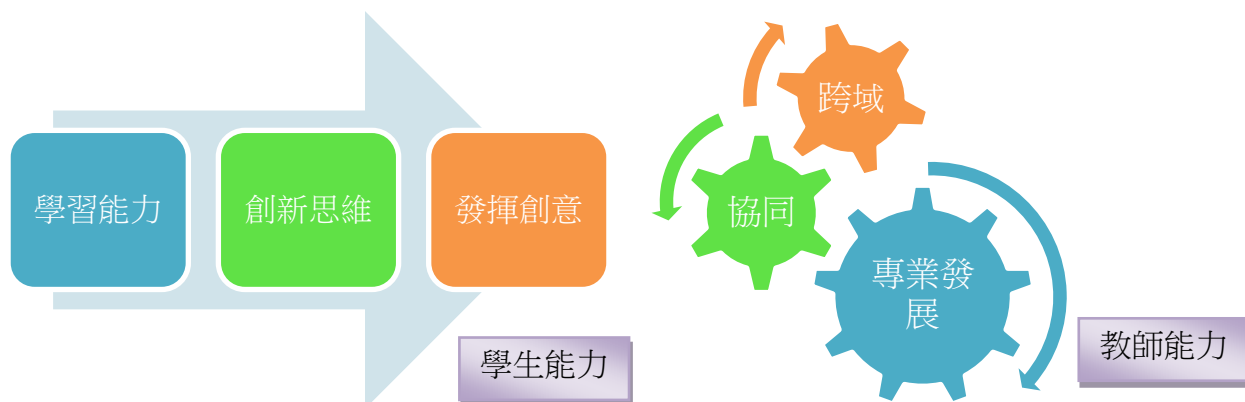 學習能力
創新思維
發揮創意
學生能力
跨域
協同
專業發
展
教師能力